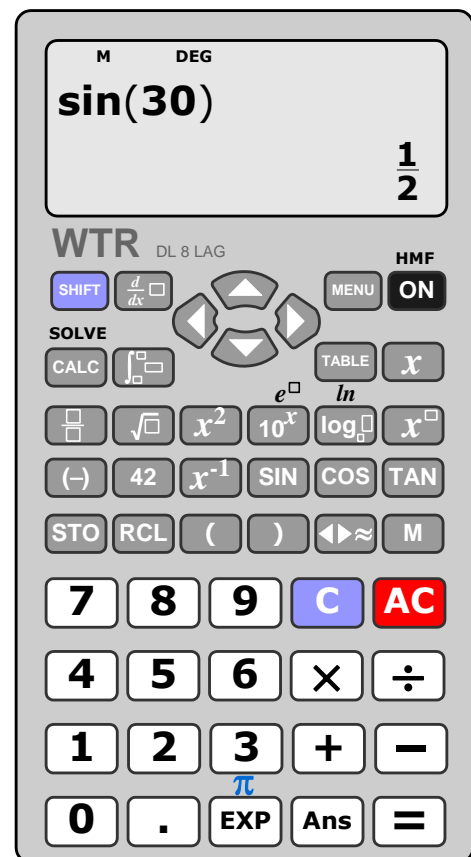 M DEG
sin(30)
1
2
WTR DL 8 LAG
HMF
SHIFT d/dx □ MENU ON
SOLVE
CALC ∫□ TABLE x
e□ ln
□/□ √□ x² 10ˣ log□ x□
(–) 42 x⁻¹ SIN COS TAN
STO RCL ( ) ◀▶≈ M
7 8 9 C AC
4 5 6 × ÷
1 2 3 + −
π
0 . EXP Ans =